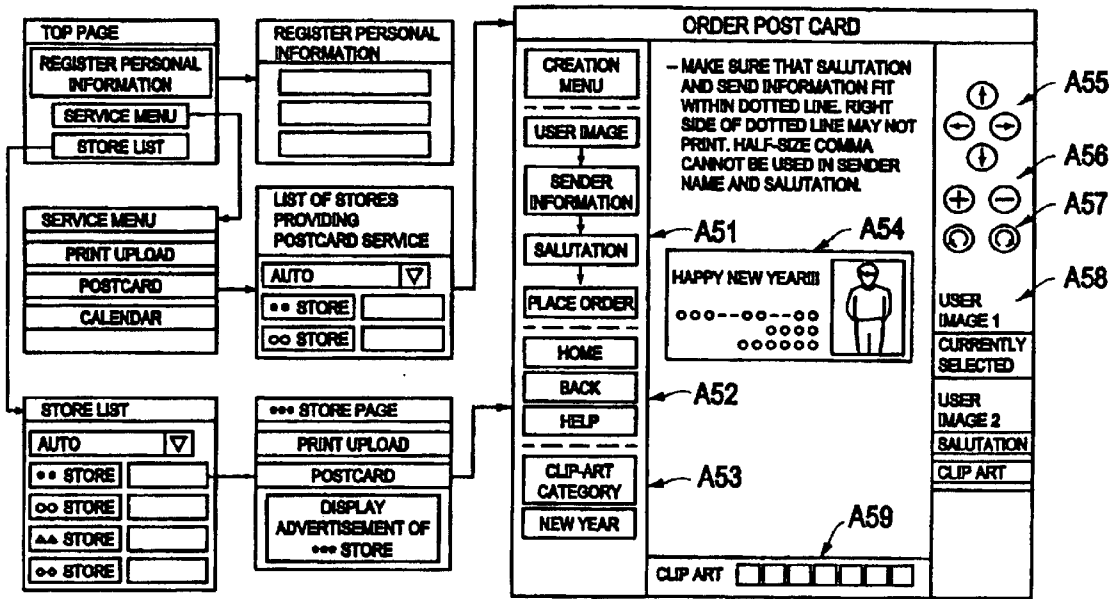 TOP PAGE
REGISTER PERSONAL
INFORMATION
SERVICE MENU
STORE LIST
REGISTER PERSONAL
INFORMATION
SERVICE MENU
PRINT UPLOAD
POSTCARD
CALENDAR
LIST OF STORES
PROVIDING
POSTCARD SERVICE
AUTO
•• STORE
○○ STORE
STORE LIST
AUTO
•• STORE
○○ STORE
▲▲ STORE
⋄⋄ STORE
••• STORE PAGE
PRINT UPLOAD
POSTCARD
DISPLAY
ADVERTISEMENT OF
••• STORE
ORDER POST CARD
CREATION
MENU
USER IMAGE
SENDER
INFORMATION
SALUTATION
PLACE ORDER
HOME
BACK
HELP
CLIP-ART
CATEGORY
NEW YEAR
– MAKE SURE THAT SALUTATION
AND SEND INFORMATION FIT
WITHIN DOTTED LINE. RIGHT
SIDE OF DOTTED LINE MAY NOT
PRINT. HALF-SIZE COMMA
CANNOT BE USED IN SENDER
NAME AND SALUTATION.
A51
A54
HAPPY NEW YEAR!!!
○○○--○○--○○
○○○○
○○○○○○
A52
A53
A59
CLIP ART
A55
A56
A57
A58
USER
IMAGE 1
CURRENTLY
SELECTED
USER
IMAGE 2
SALUTATION
CLIP ART